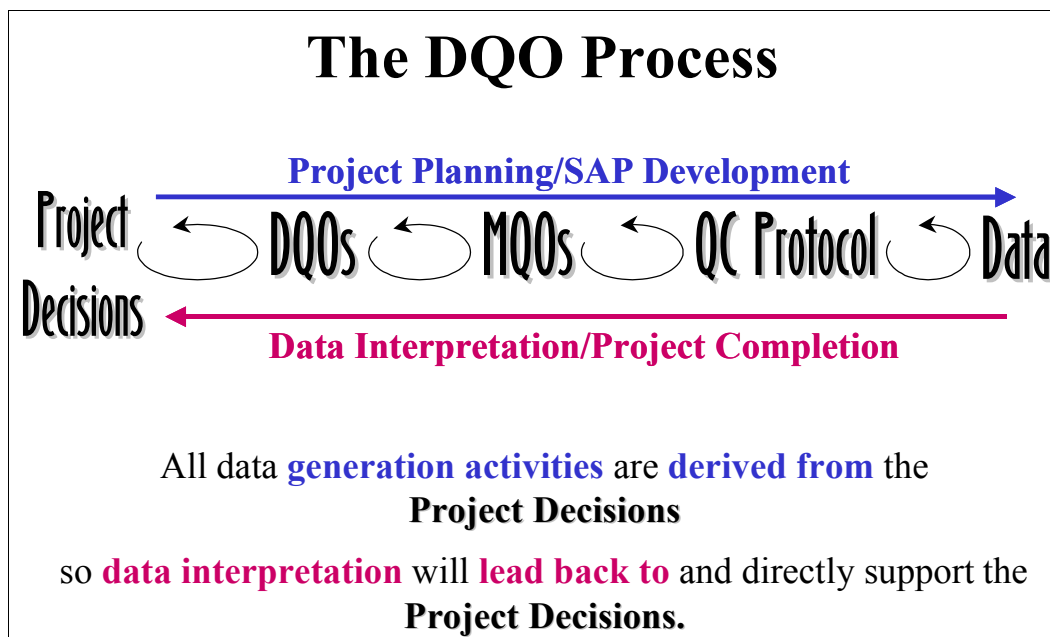 The DQO Process
Project Planning/SAP Development
Project
Decisions
DQOs
MQOs
QC Protocol
Data
Data Interpretation/Project Completion
All data generation activities are derived from the
Project Decisions
so data interpretation will lead back to and directly support the
Project Decisions.